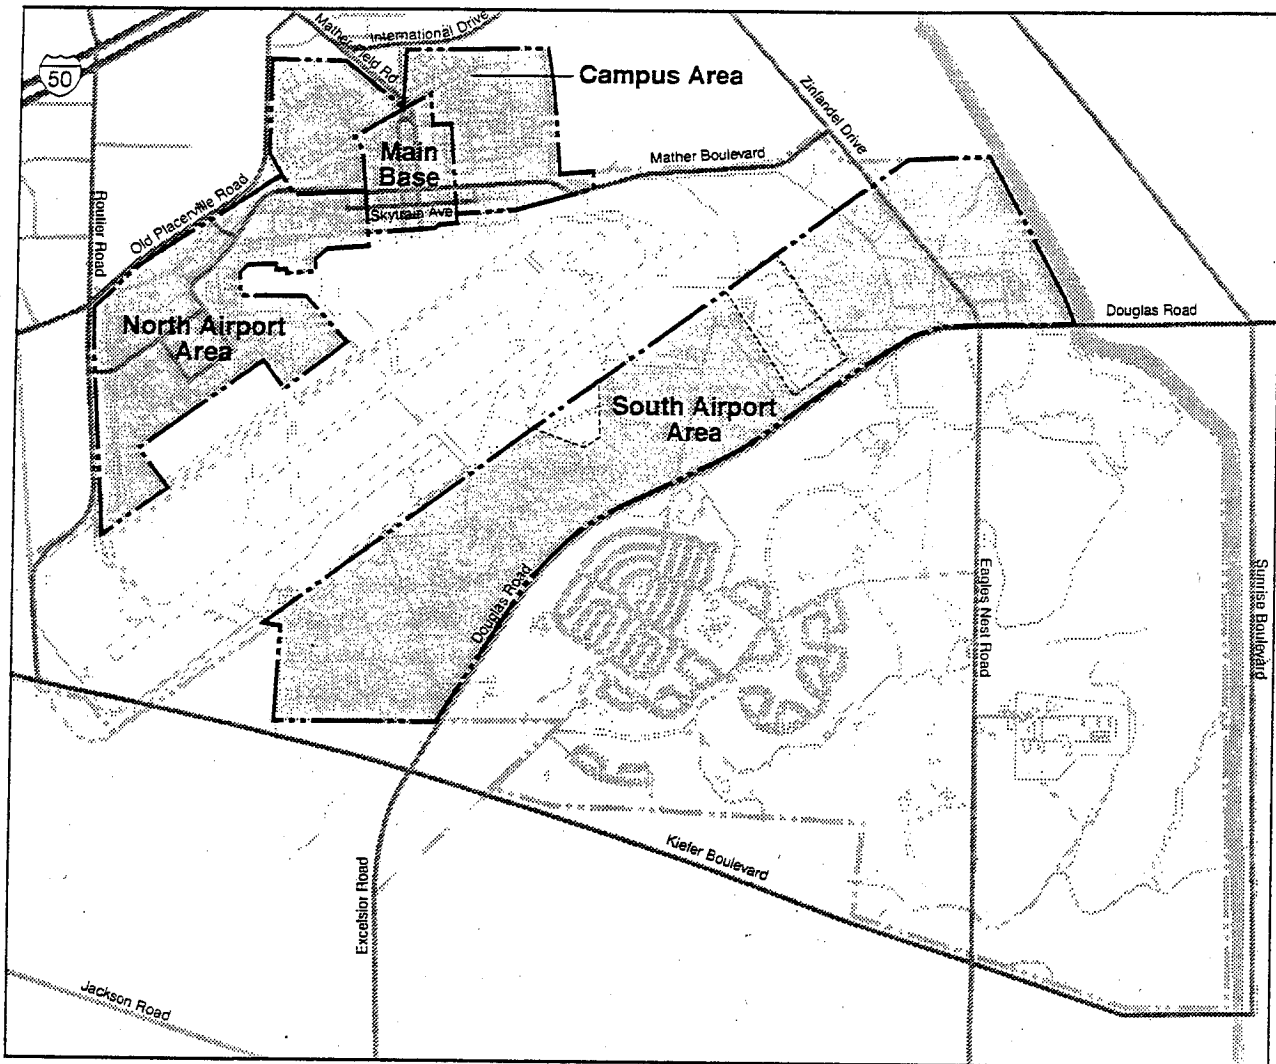 International Drive
Mather Field Rd.
50
Campus Area
Zinfandel Drive
Main
Base
Mather Boulevard
Routier Road
Old Placerville Road
Skytrain Ave
North Airport
Area
Douglas Road
South Airport
Area
Douglas Road
Eagles Nest Road
Sunrise Boulevard
Kiefer Boulevard
Excelsior Road
Jackson Road